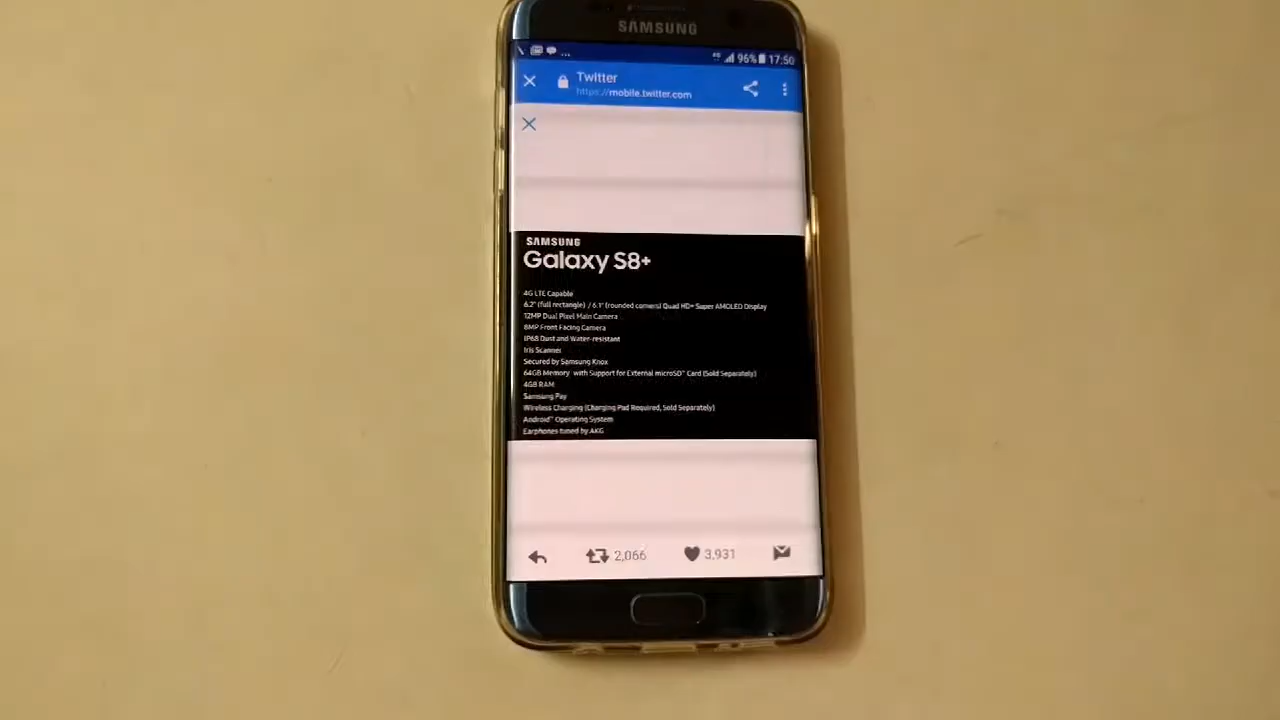 SAMSUNG
... 96% 17:50
Twitter
https://mobile.twitter.com
SAMSUNG
Galaxy S8+
4G LTE Capable
6.2" (full rectangle) / 6.1" (rounded corners) Quad HD+ Super AMOLED Display
12MP Dual Pixel Main Camera
8MP Front Facing Camera
IP68 Dust and Water-resistant
Iris Scanner
Secured by Samsung Knox
64GB Memory with Support for External microSD™ Card (Sold Separately)
4GB RAM
Samsung Pay
Wireless Charging (Charging Pad Required, Sold Separately)
Android™ Operating System
Earphones tuned by AKG
2,066 3,931